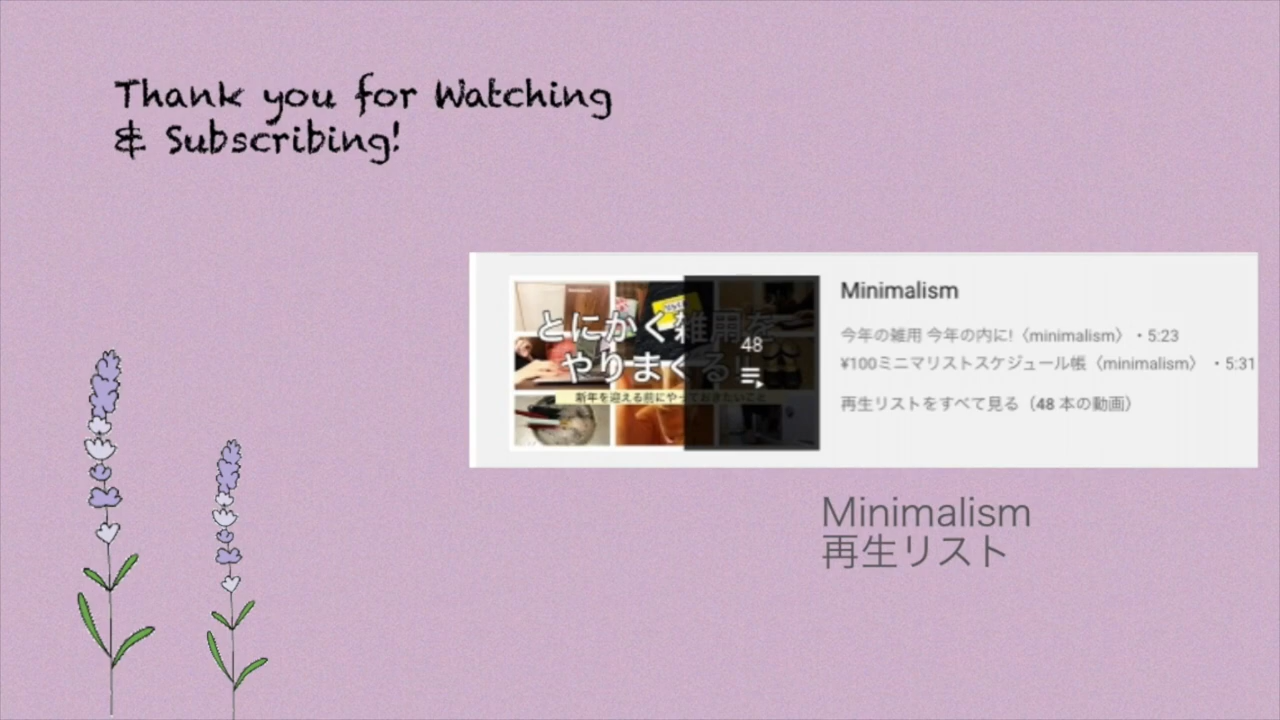 Thank you for Watching
& Subscribing!
とにかく雑用を
やりまくる!!
新年を迎える前にやっておきたいこと
48
Minimalism
今年の雑用 今年の内に!〈minimalism〉 ・5:23
¥100ミニマリストスケジュール帳〈minimalism〉 ・5:31
再生リストをすべて見る(48 本の動画)
Minimalism
再生リスト